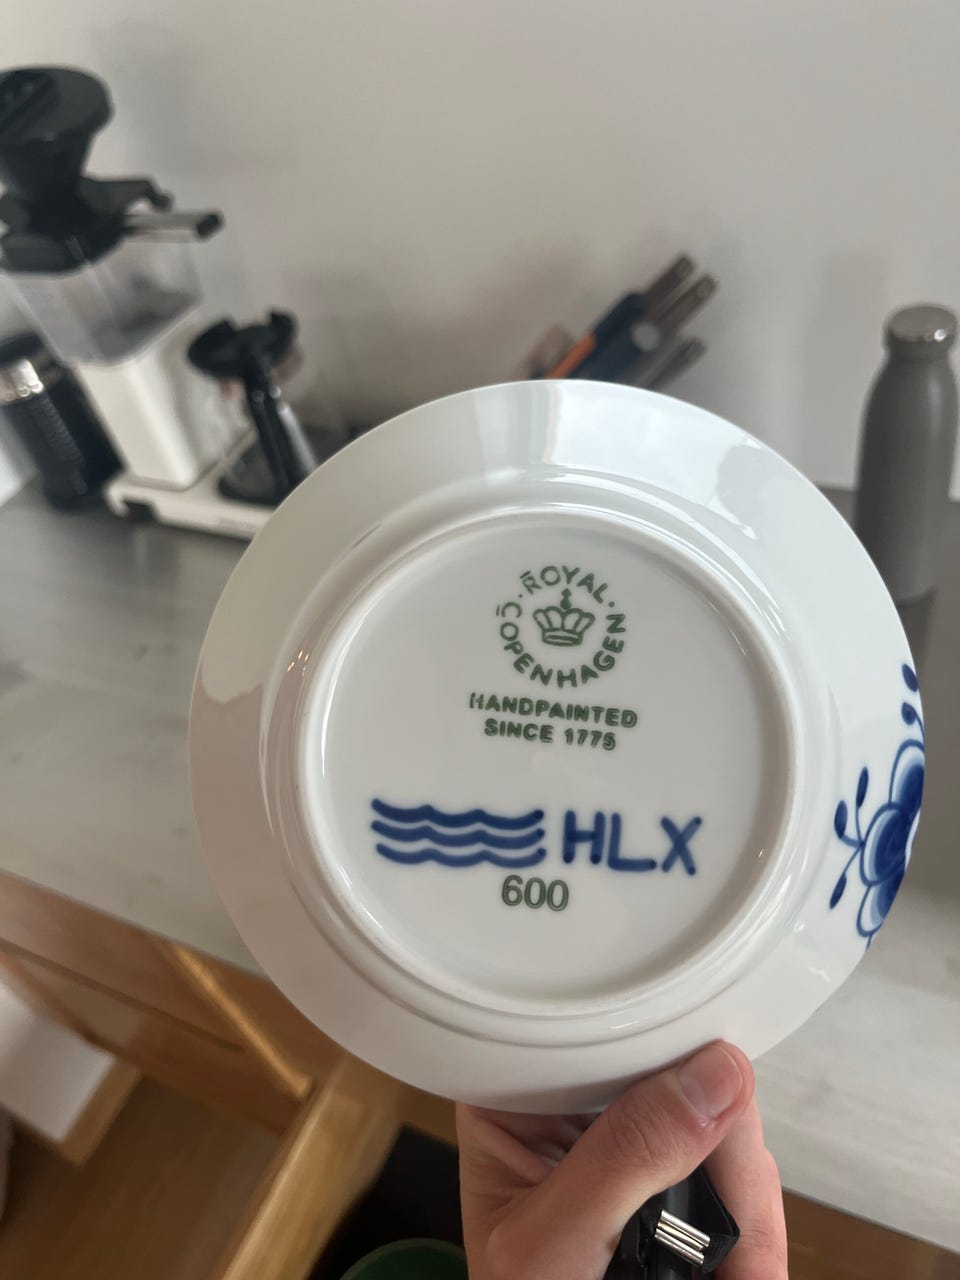 ROYAL · COPENHAGEN ·
HANDPAINTED
SINCE 1775
HLX
600